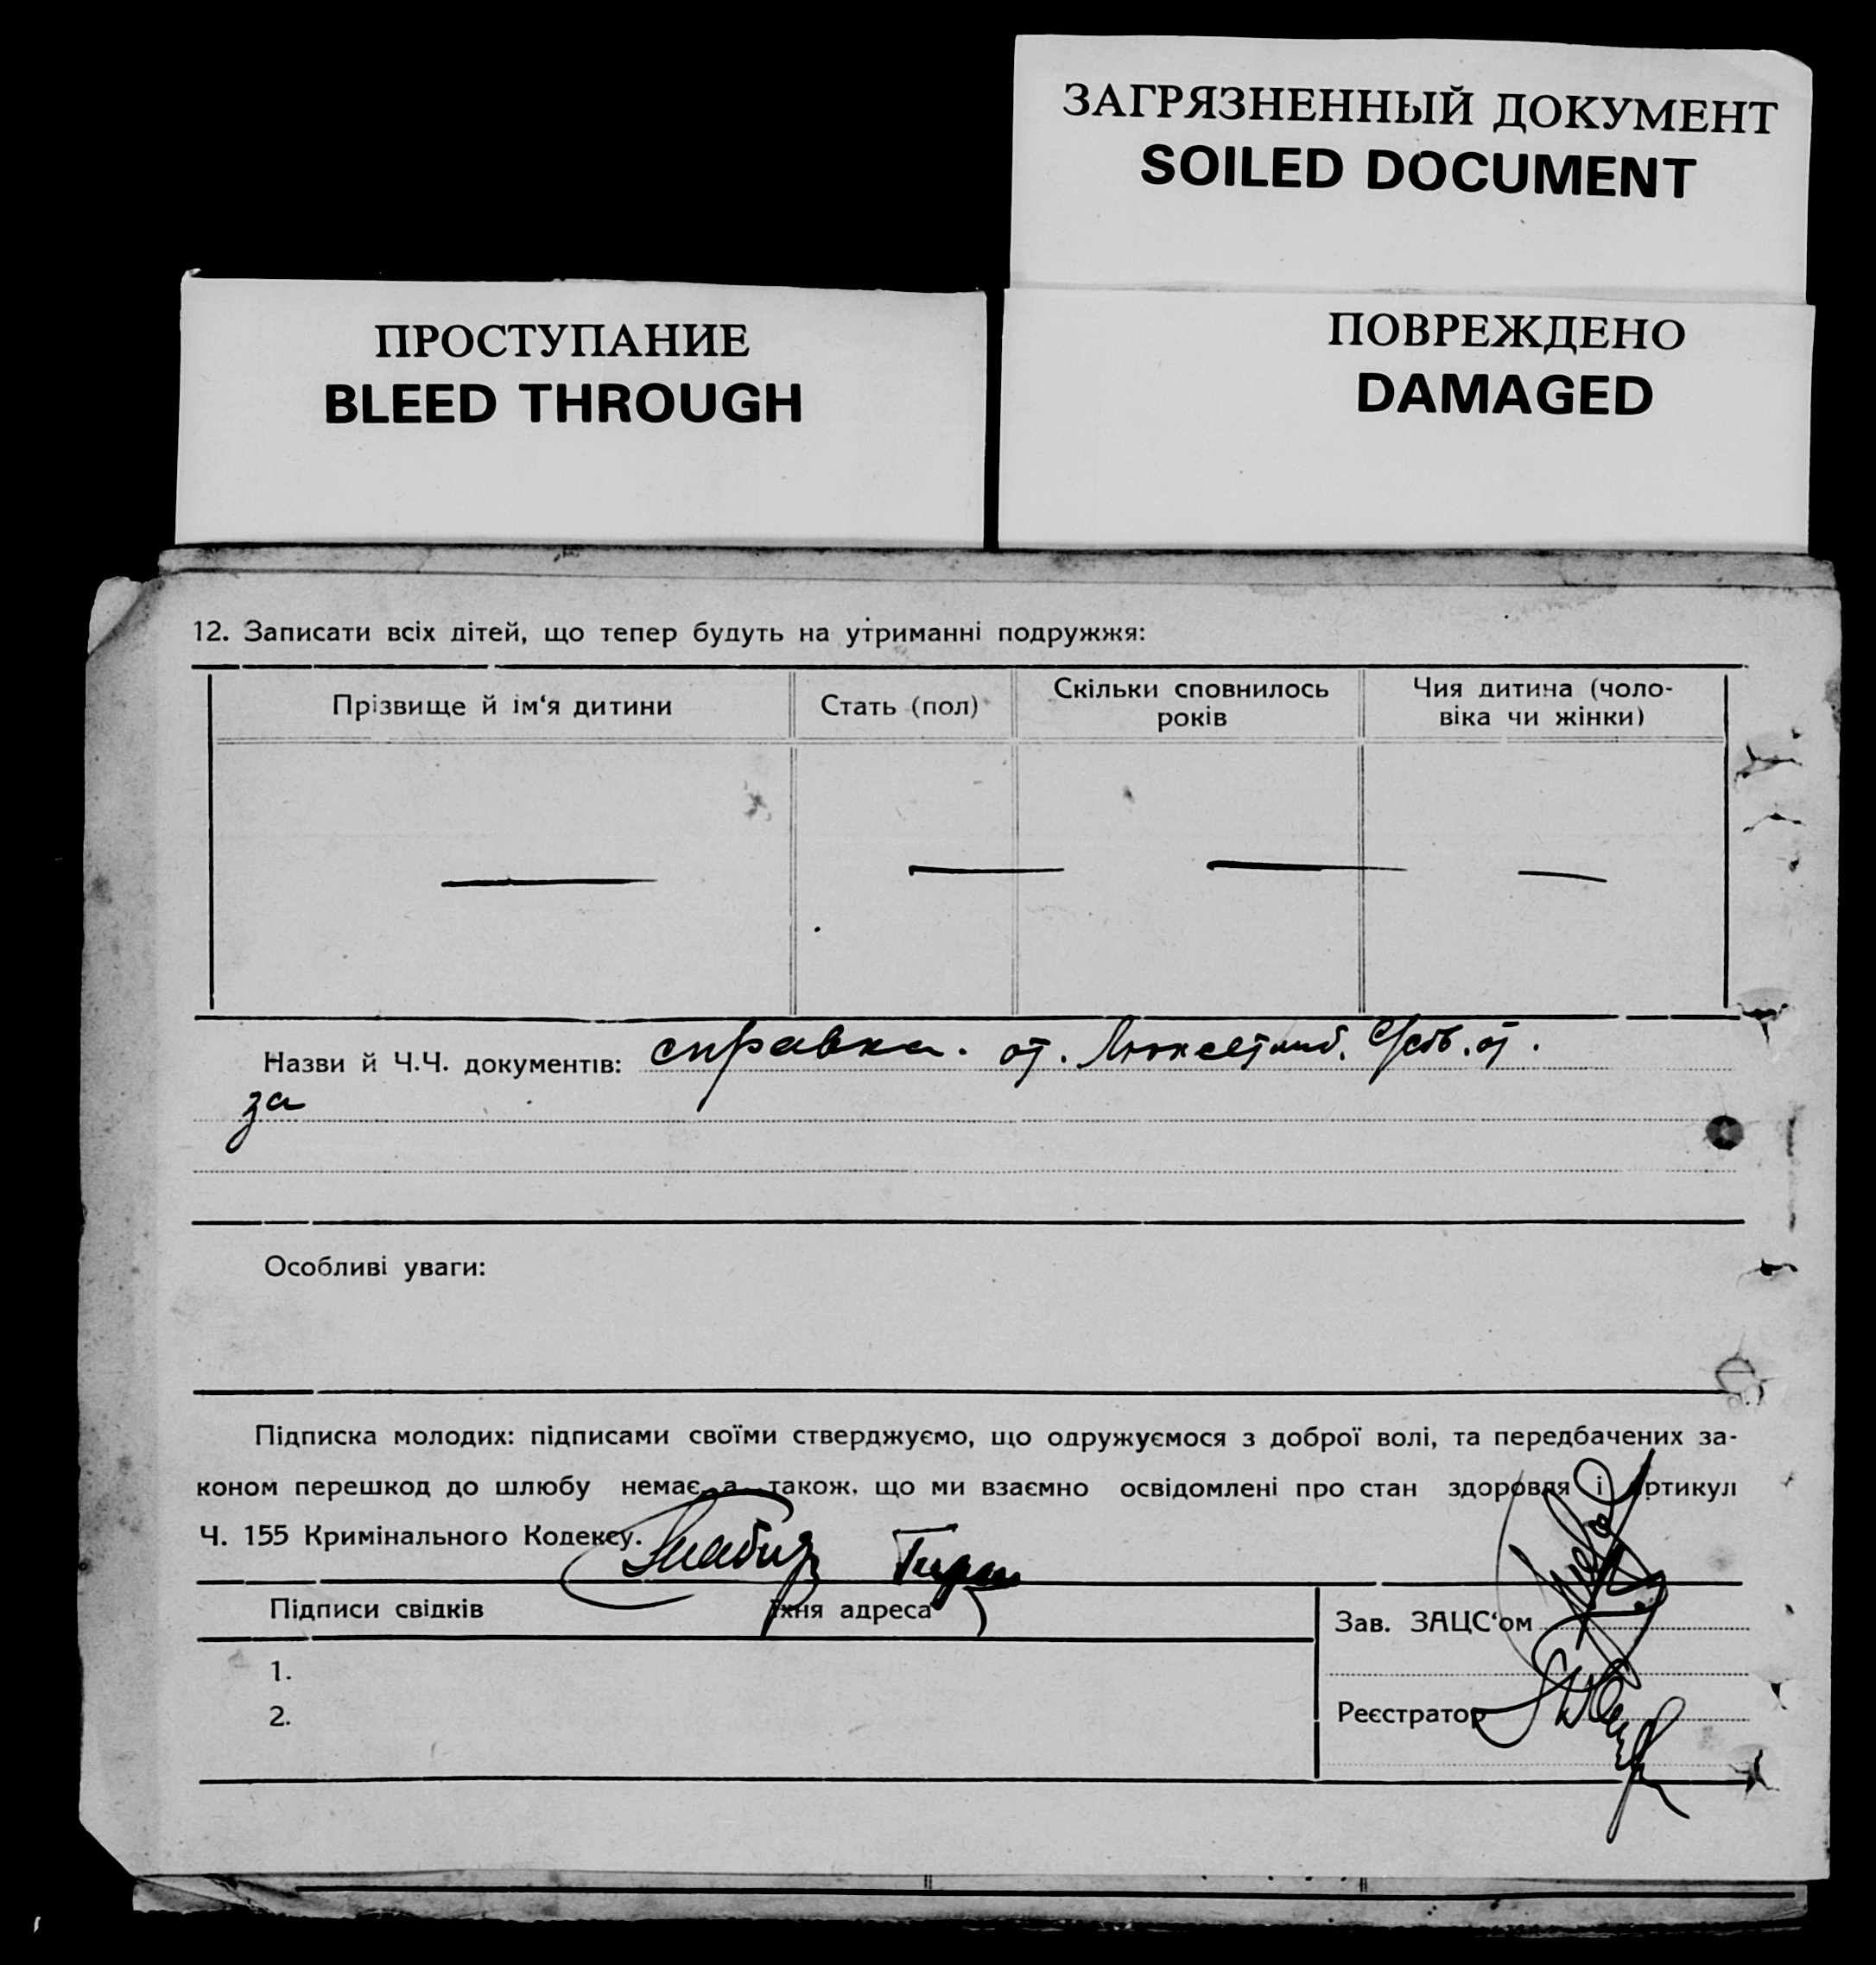 ЗАГРЯЗНЕННЫЙ ДОКУМЕНТ
SOILED DOCUMENT
ПРОСТУПАНИЕ
BLEED THROUGH
ПОВРЕЖДЕНО
DAMAGED
12. Записати всіх дітей, що тепер будуть на утриманні подружжя:
Прізвище й ім‘я дитини
Стать (пол)
Скільки сповнилось
років
Чия дитина (чоло-
віка чи жінки)
Назви й Ч.Ч. документів: справка. от.
за
Особливі уваги:
Підписка молодих: підписами своїми стверджуємо, що одружуємося з доброї волі, та передбачених за-
коном перешкод до шлюбу немає, а також, що ми взаємно освідомлені про стан здоровля і артикул
Ч. 155 Кримінального Кодексу.
Підписи свідків
їхня адреса
1.
2.
Зав. ЗАЦС‘ом
Реєстратор